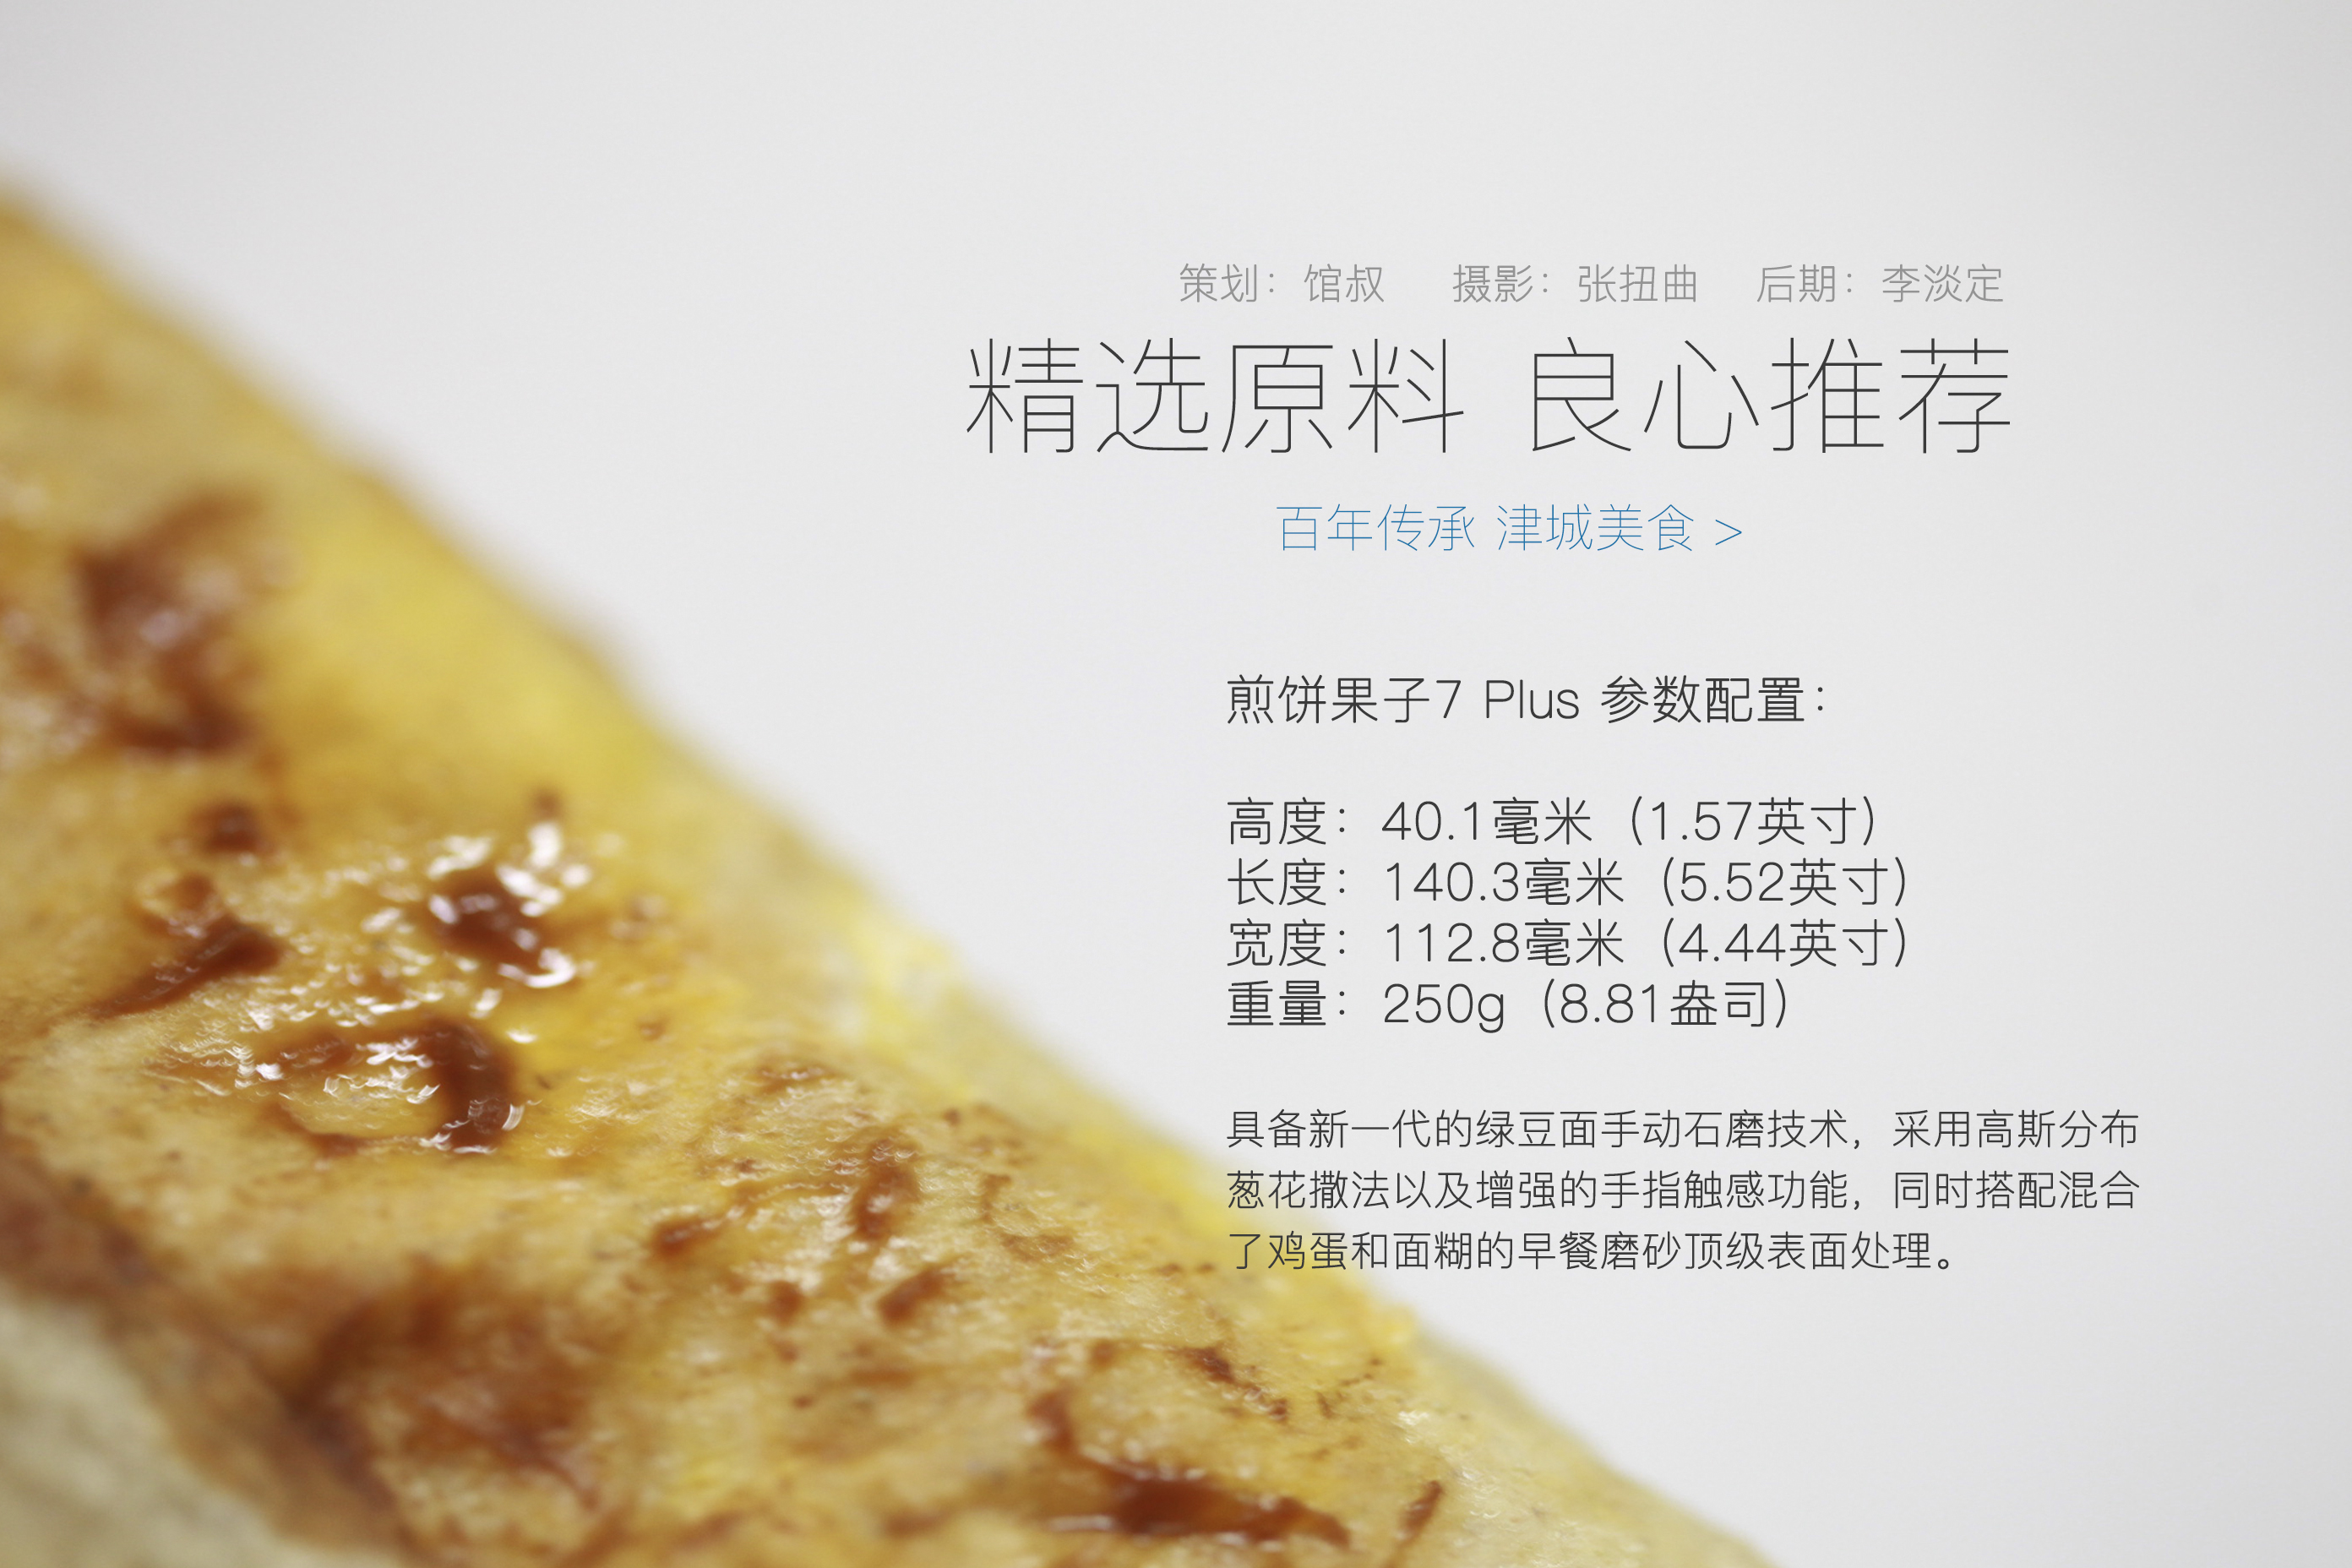 策划：馆叔 摄影：张扭曲 后期：李淡定
精选原料 良心推荐
百年传承 津城美食 >
煎饼果子7 Plus 参数配置：
高度：40.1毫米（1.57英寸）
长度：140.3毫米（5.52英寸）
宽度：112.8毫米（4.44英寸）
重量：250g（8.81盎司）
具备新一代的绿豆面手动石磨技术，采用高斯分布
葱花撒法以及增强的手指触感功能，同时搭配混合
了鸡蛋和面糊的早餐磨砂顶级表面处理。